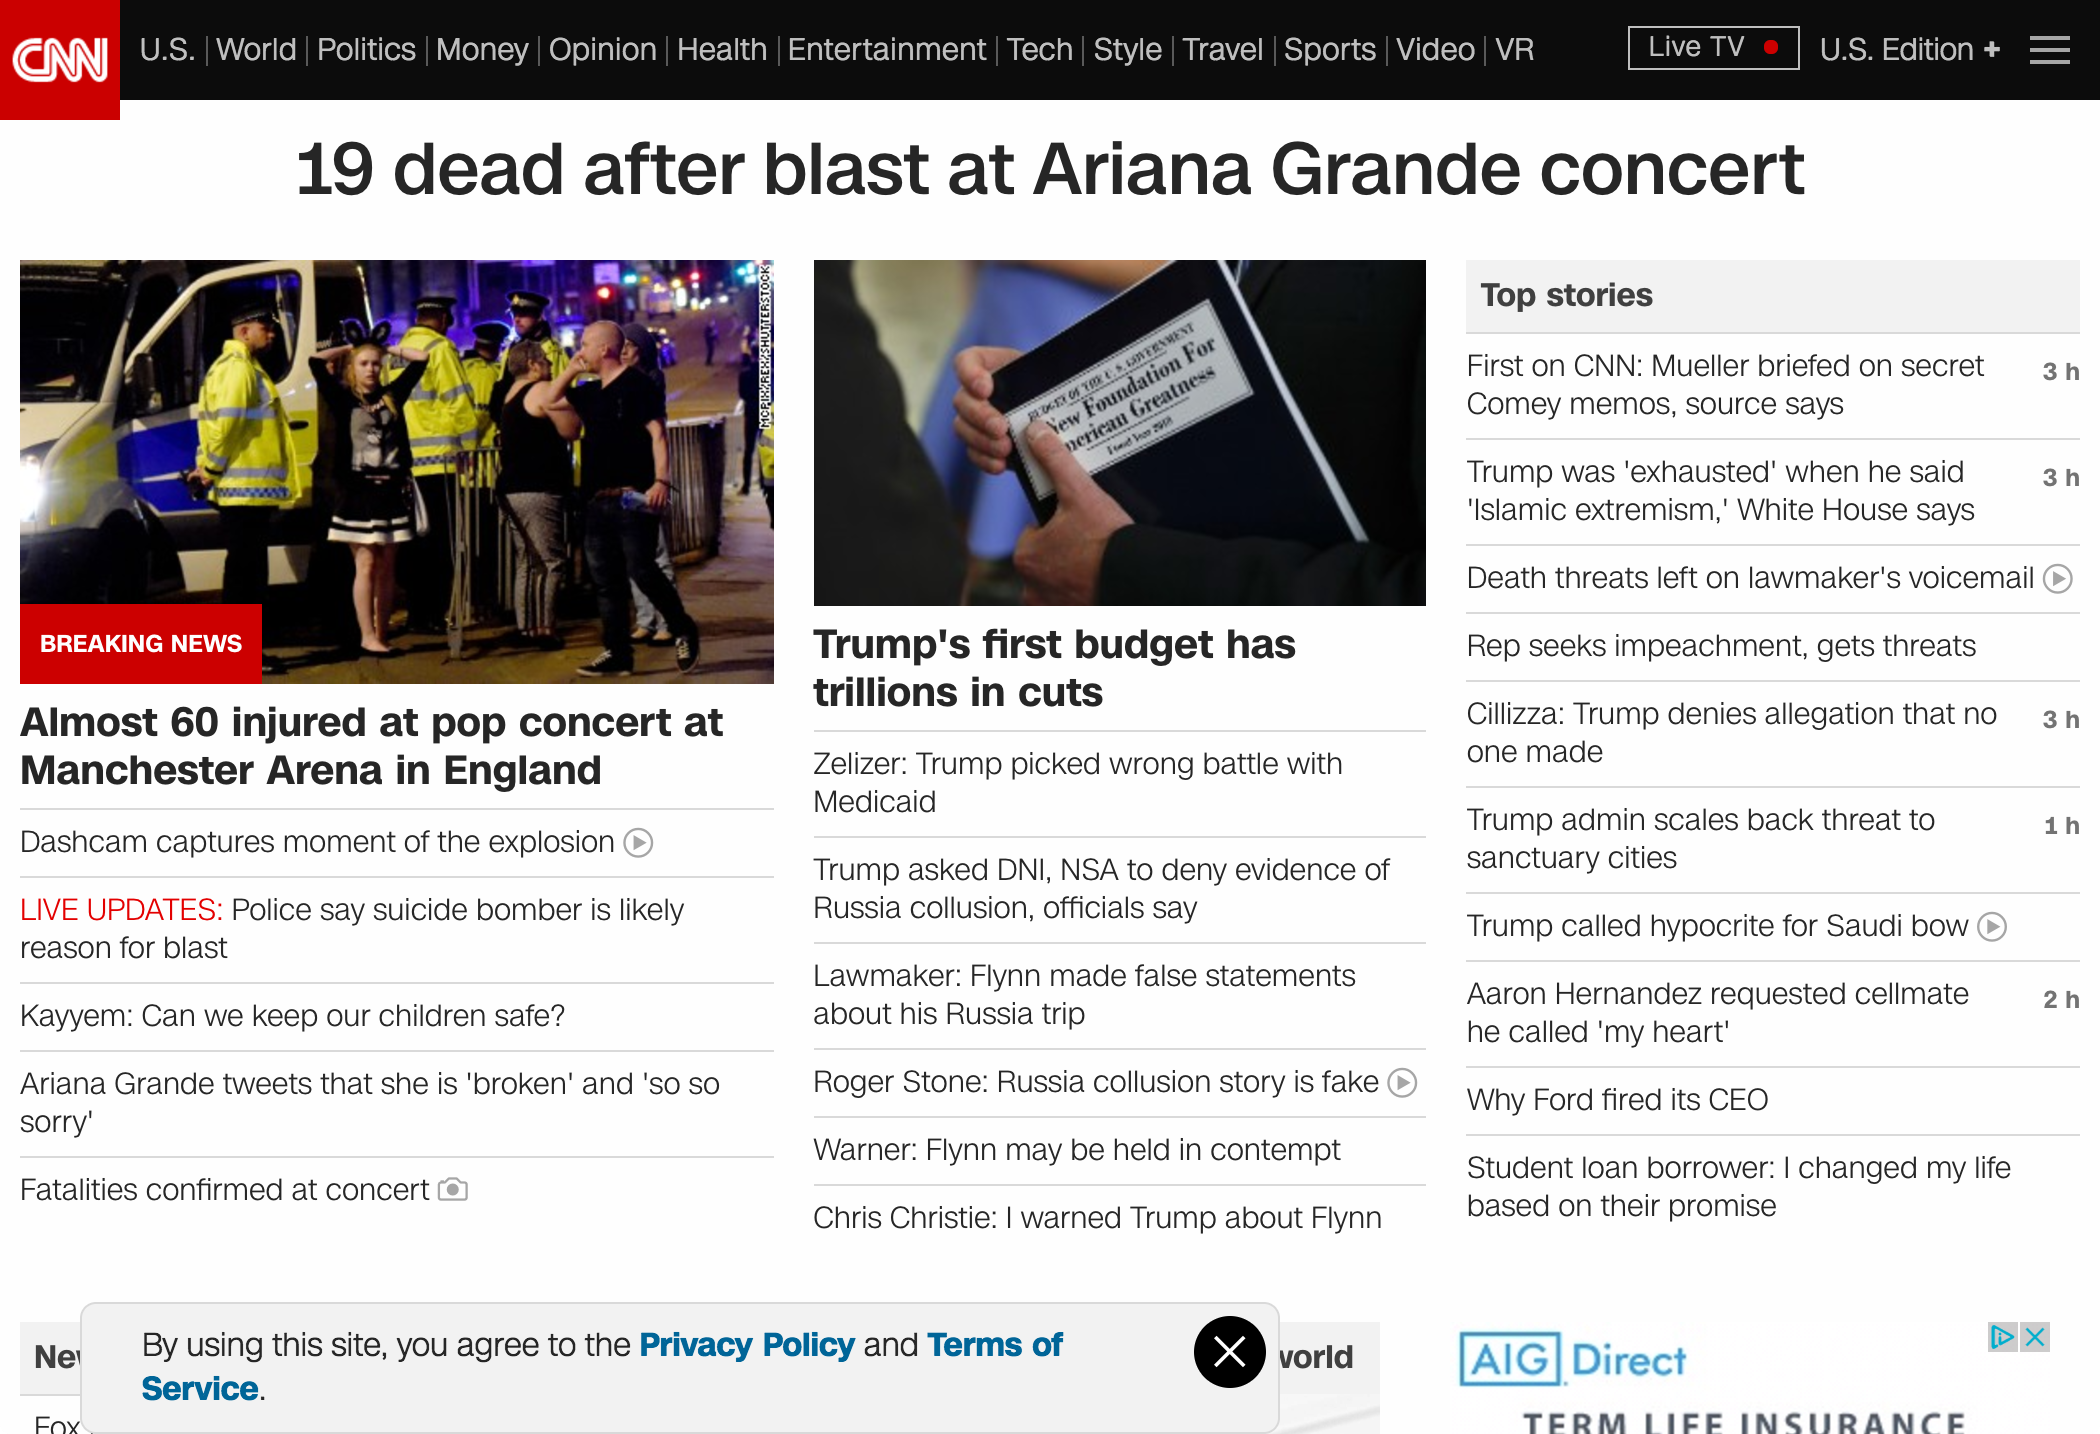 CNN
U.S. World Politics Money Opinion Health Entertainment Tech Style Travel Sports Video VR
Live TV
U.S. Edition +
19 dead after blast at Ariana Grande concert
MCPIX/REX/SHUTTERSTOCK
BREAKING NEWS
Almost 60 injured at pop concert at
Manchester Arena in England
Dashcam captures moment of the explosion
LIVE UPDATES: Police say suicide bomber is likely
reason for blast
Kayyem: Can we keep our children safe?
Ariana Grande tweets that she is 'broken' and 'so so
sorry'
Fatalities confirmed at concert
BUDGET OF THE U.S. GOVERNMENT
New Foundation For
American Greatness
Fiscal Year 2018
Trump's first budget has
trillions in cuts
Zelizer: Trump picked wrong battle with
Medicaid
Trump asked DNI, NSA to deny evidence of
Russia collusion, officials say
Lawmaker: Flynn made false statements
about his Russia trip
Roger Stone: Russia collusion story is fake
Warner: Flynn may be held in contempt
Chris Christie: I warned Trump about Flynn
Top stories
First on CNN: Mueller briefed on secret 3 h
Comey memos, source says
Trump was 'exhausted' when he said 3 h
'Islamic extremism,' White House says
Death threats left on lawmaker's voicemail
Rep seeks impeachment, gets threats
Cillizza: Trump denies allegation that no 3 h
one made
Trump admin scales back threat to 1 h
sanctuary cities
Trump called hypocrite for Saudi bow
Aaron Hernandez requested cellmate 2 h
he called 'my heart'
Why Ford fired its CEO
Student loan borrower: I changed my life
based on their promise
By using this site, you agree to the Privacy Policy and Terms of
Service.
world
Fox
AIG Direct
TERM LIFE INSURANCE